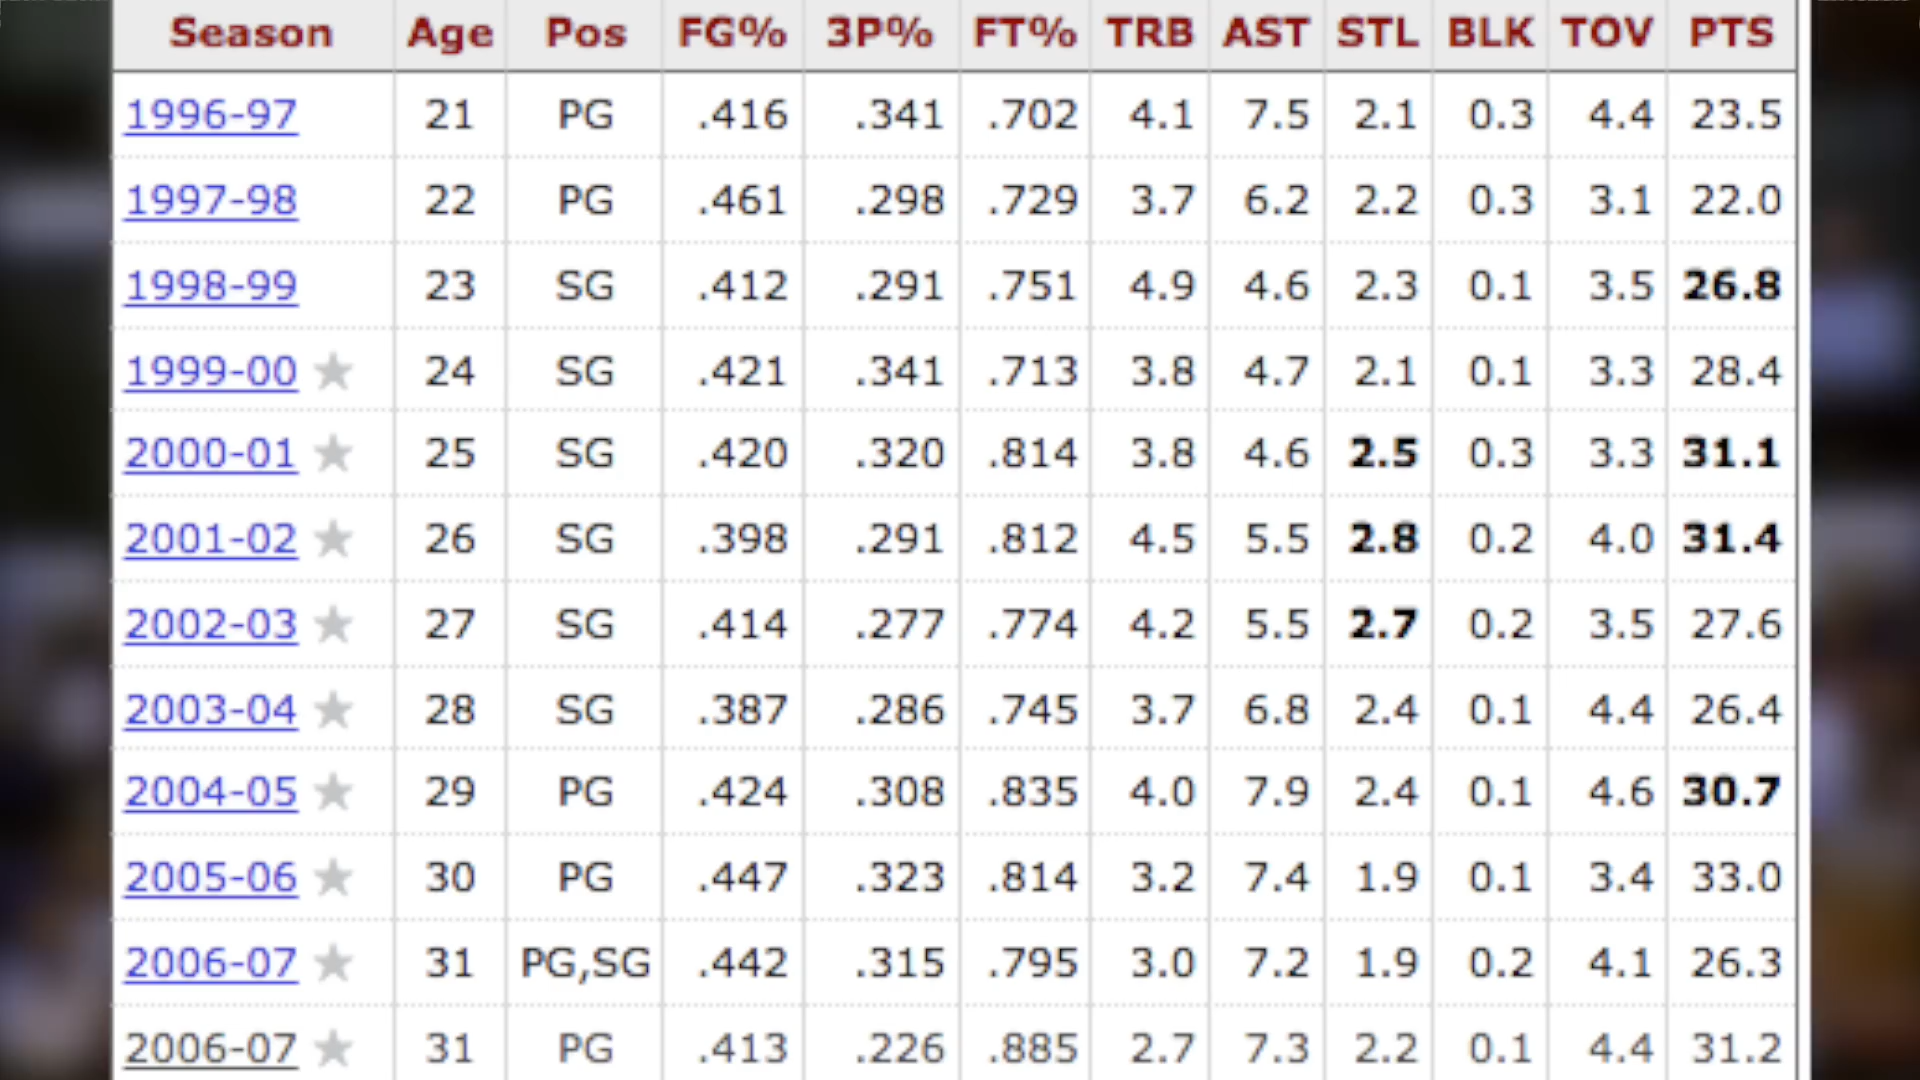 Season Age Pos FG% 3P% FT% TRB AST STL BLK TOV PTS
1996-97 21 PG .416 .341 .702 4.1 7.5 2.1 0.3 4.4 23.5
1997-98 22 PG .461 .298 .729 3.7 6.2 2.2 0.3 3.1 22.0
1998-99 23 SG .412 .291 .751 4.9 4.6 2.3 0.1 3.5 26.8
1999-00 ★ 24 SG .421 .341 .713 3.8 4.7 2.1 0.1 3.3 28.4
2000-01 ★ 25 SG .420 .320 .814 3.8 4.6 2.5 0.3 3.3 31.1
2001-02 ★ 26 SG .398 .291 .812 4.5 5.5 2.8 0.2 4.0 31.4
2002-03 ★ 27 SG .414 .277 .774 4.2 5.5 2.7 0.2 3.5 27.6
2003-04 ★ 28 SG .387 .286 .745 3.7 6.8 2.4 0.1 4.4 26.4
2004-05 ★ 29 PG .424 .308 .835 4.0 7.9 2.4 0.1 4.6 30.7
2005-06 ★ 30 PG .447 .323 .814 3.2 7.4 1.9 0.1 3.4 33.0
2006-07 ★ 31 PG,SG .442 .315 .795 3.0 7.2 1.9 0.2 4.1 26.3
2006-07 ★ 31 PG .413 .226 .885 2.7 7.3 2.2 0.1 4.4 31.2